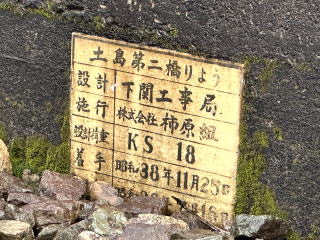 土島第二橋りよう
設計 下関工事局
施行 株式会社 柿原組
設計荷重 KS 18
着手 昭和 38年11月25日